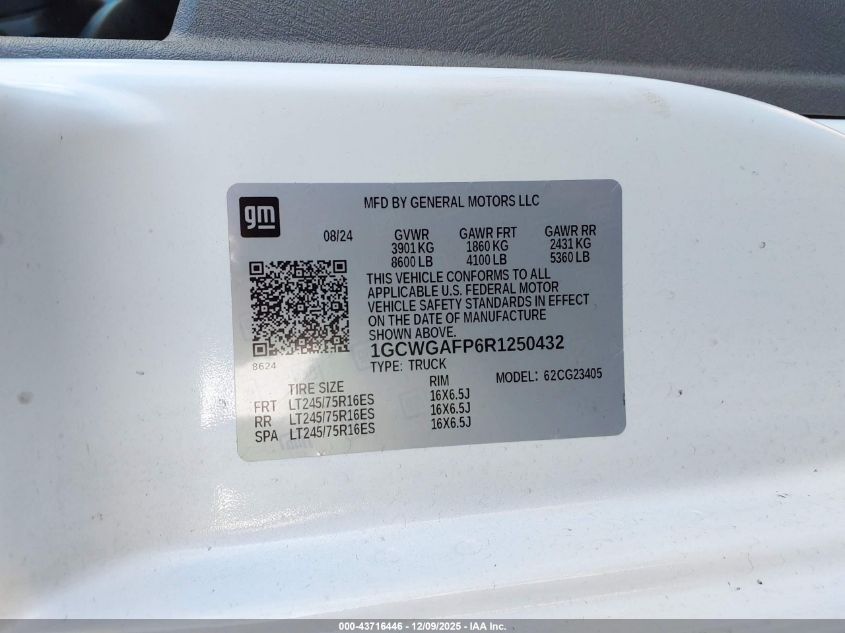 gm
MFD BY GENERAL MOTORS LLC
08/24 GVWR GAWR FRT GAWR RR
3901 KG 1860 KG 2431 KG
8600 LB 4100 LB 5360 LB
THIS VEHICLE CONFORMS TO ALL
APPLICABLE U.S. FEDERAL MOTOR
VEHICLE SAFETY STANDARDS IN EFFECT
ON THE DATE OF MANUFACTURE
SHOWN ABOVE.
8624
1GCWGAFP6R1250432
TYPE: TRUCK
MODEL: 62CG23405
TIRE SIZE RIM
FRT LT245/75R16ES 16X6.5J
RR LT245/75R16ES 16X6.5J
SPA LT245/75R16ES 16X6.5J
000-43716446 - 12/09/2025 - IAA Inc.